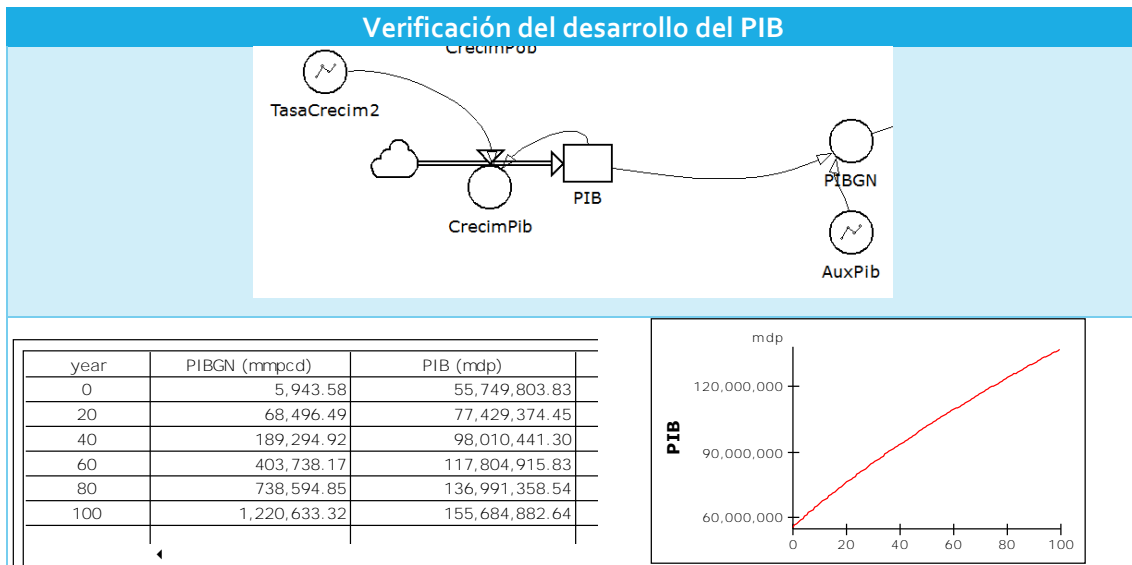 Verificación del desarrollo del PIB
CrecimPob
TasaCrecim2
PIB
CrecimPib
PIBGN
AuxPib
year PIBGN (mmpcd) PIB (mdp)
0 5,943.58 55,749,803.83
20 68,496.49 77,429,374.45
40 189,294.92 98,010,441.30
60 403,738.17 117,804,915.83
80 738,594.85 136,991,358.54
100 1,220,633.32 155,684,882.64
mdp
120,000,000
PIB
90,000,000
60,000,000
0 20 40 60 80 100